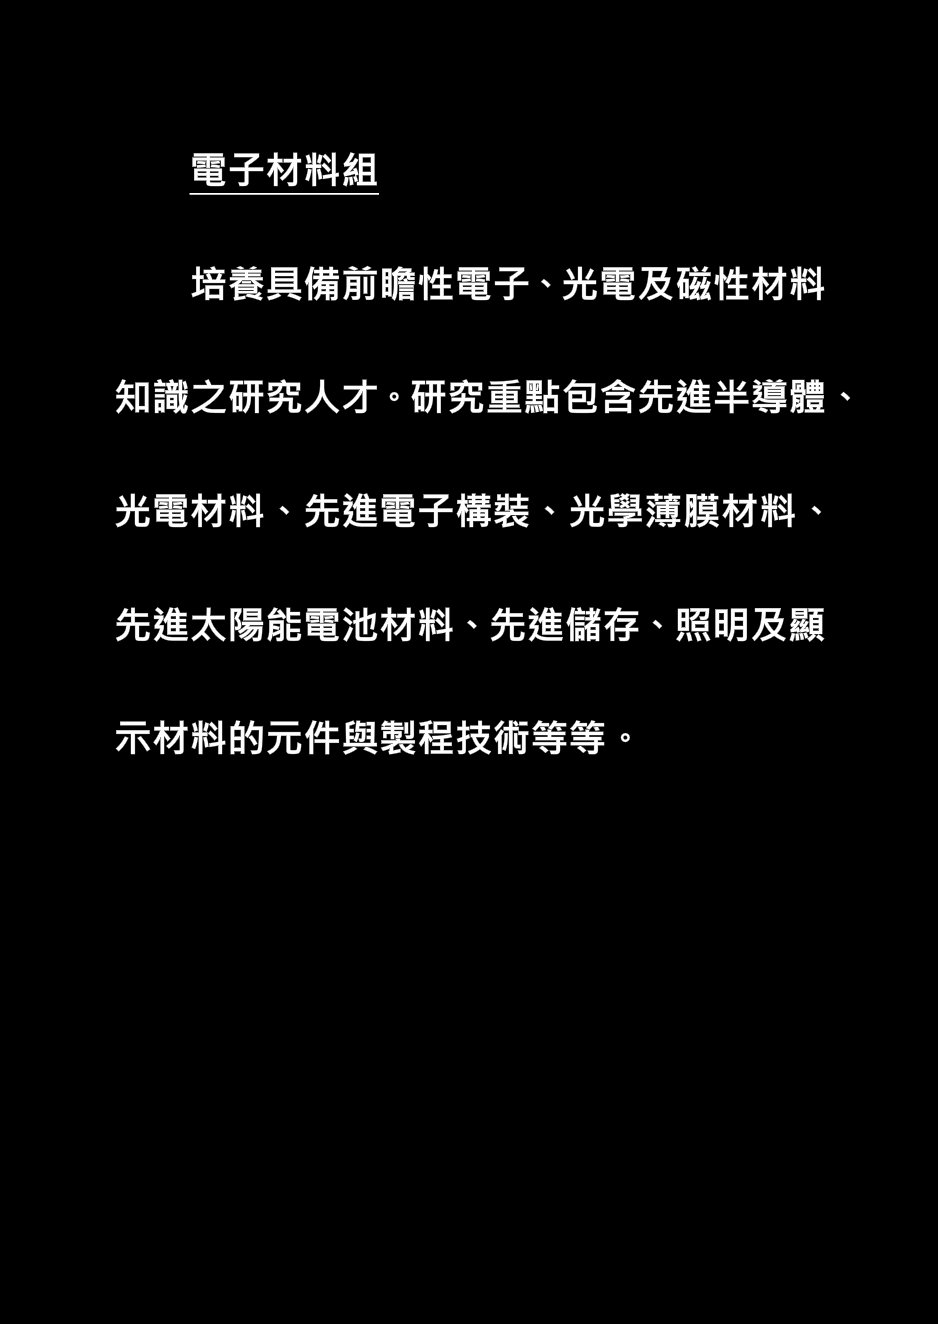 電子材料組
培養具備前瞻性電子、光電及磁性材料
知識之研究人才。研究重點包含先進半導體、
光電材料、先進電子構裝、光學薄膜材料、
先進太陽能電池材料、先進儲存、照明及顯
示材料的元件與製程技術等等。